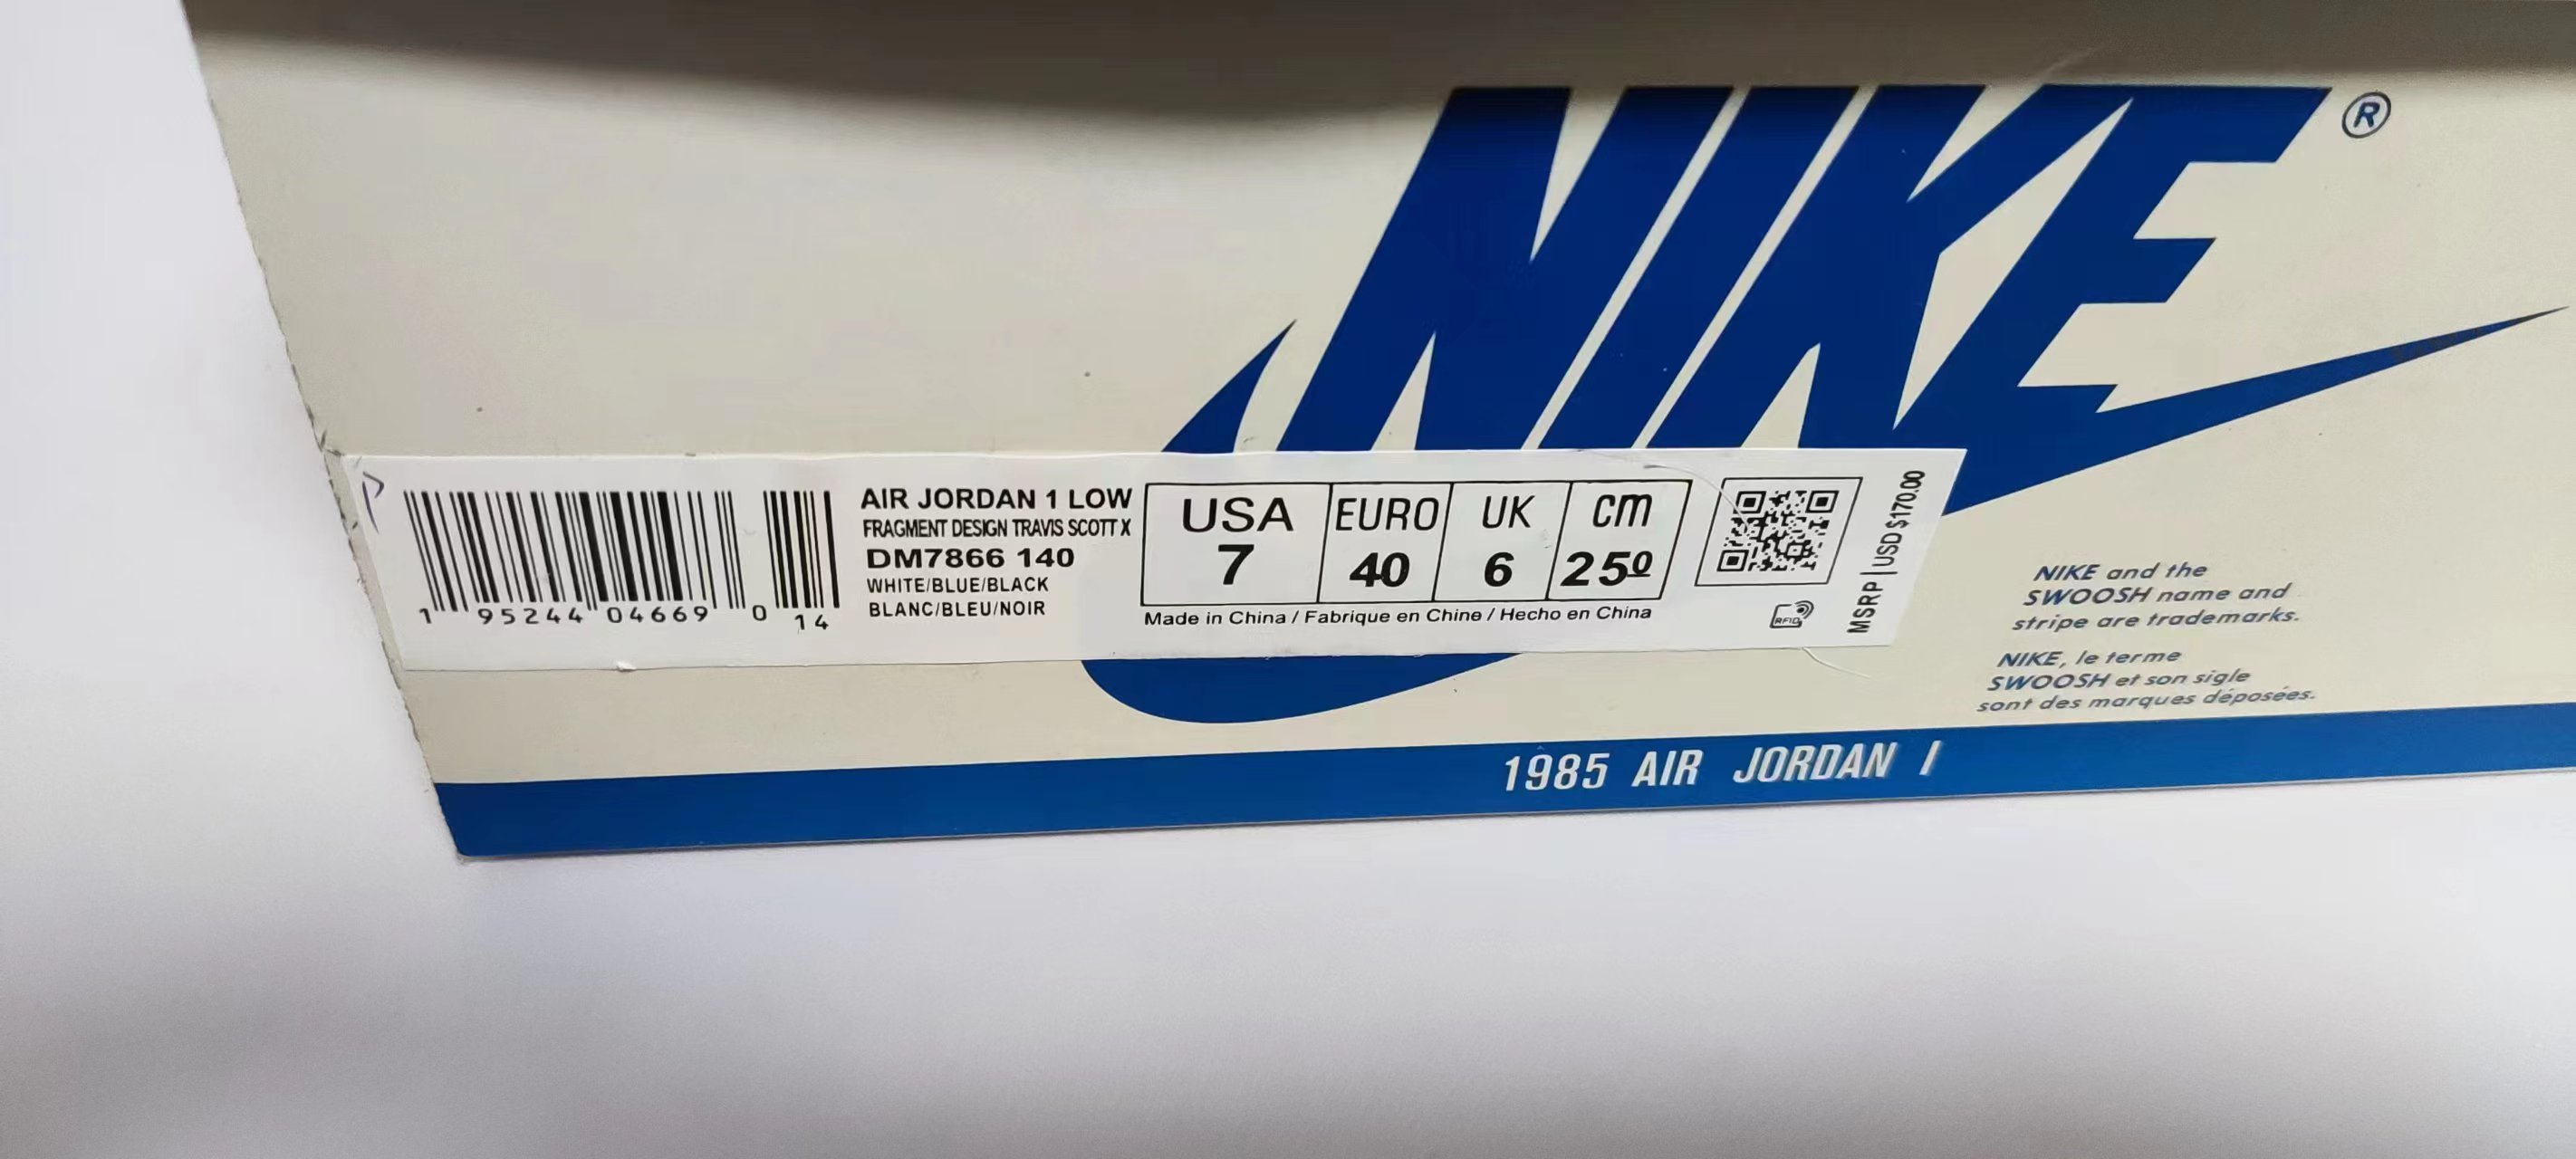 NIKE®
AIR JORDAN 1 LOW
FRAGMENT DESIGN TRAVIS SCOTT X
DM7866 140
WHITE/BLUE/BLACK
BLANC/BLEU/NOIR
1 95244 04669 0 14
USA EURO UK cm
7 40 6 25º
Made in China / Fabrique en Chine / Hecho en China
RFID
MSRP | USD $170.00
NIKE and the
SWOOSH name and
stripe are trademarks.
NIKE, le terme
SWOOSH et son sigle
sont des marques déposées.
1985 AIR JORDAN I